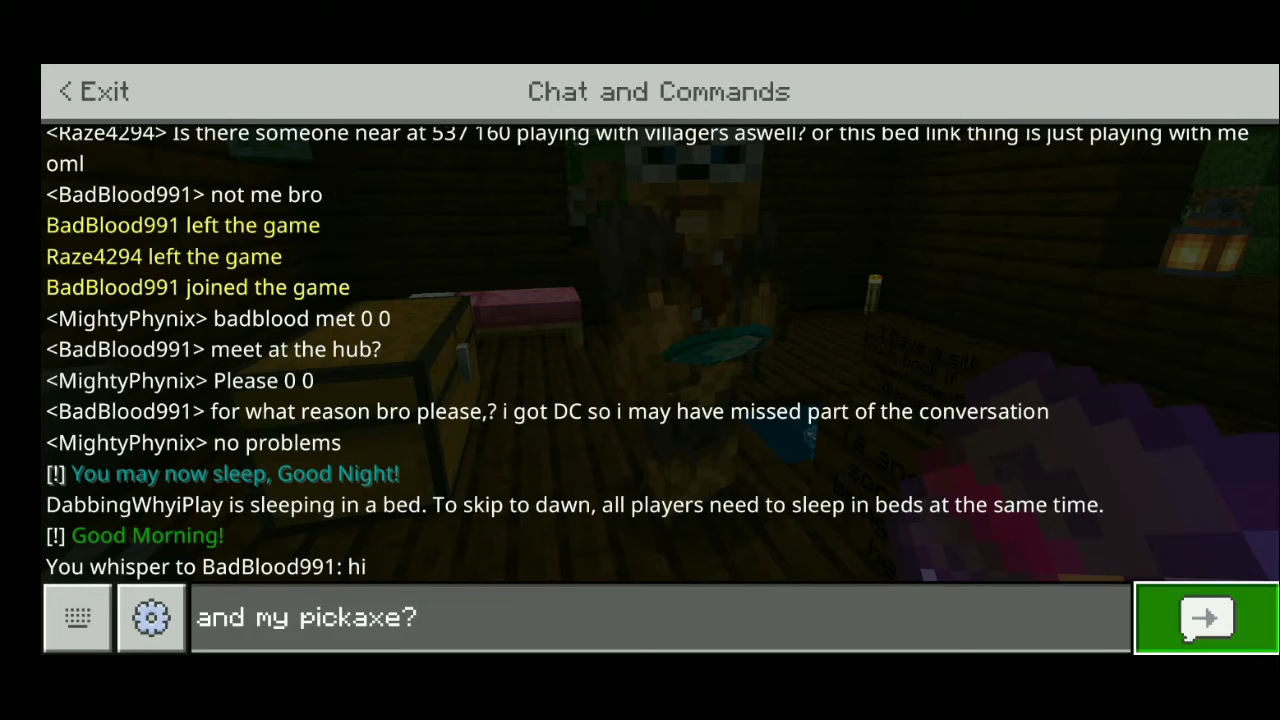 < Exit
Chat and Commands
<Raze4294> Is there someone near at 537 160 playing with villagers aswell? or this bed link thing is just playing with me
oml
<BadBlood991> not me bro
BadBlood991 left the game
Raze4294 left the game
BadBlood991 joined the game
<MightyPhynix> badblood met 0 0
<BadBlood991> meet at the hub?
<MightyPhynix> Please 0 0
<BadBlood991> for what reason bro please,? i got DC so i may have missed part of the conversation
<MightyPhynix> no problems
[!] You may now sleep, Good Night!
DabbingWhyiPlay is sleeping in a bed. To skip to dawn, all players need to sleep in beds at the same time.
[!] Good Morning!
You whisper to BadBlood991: hi
and my pickaxe?
I have a silk
touch book if